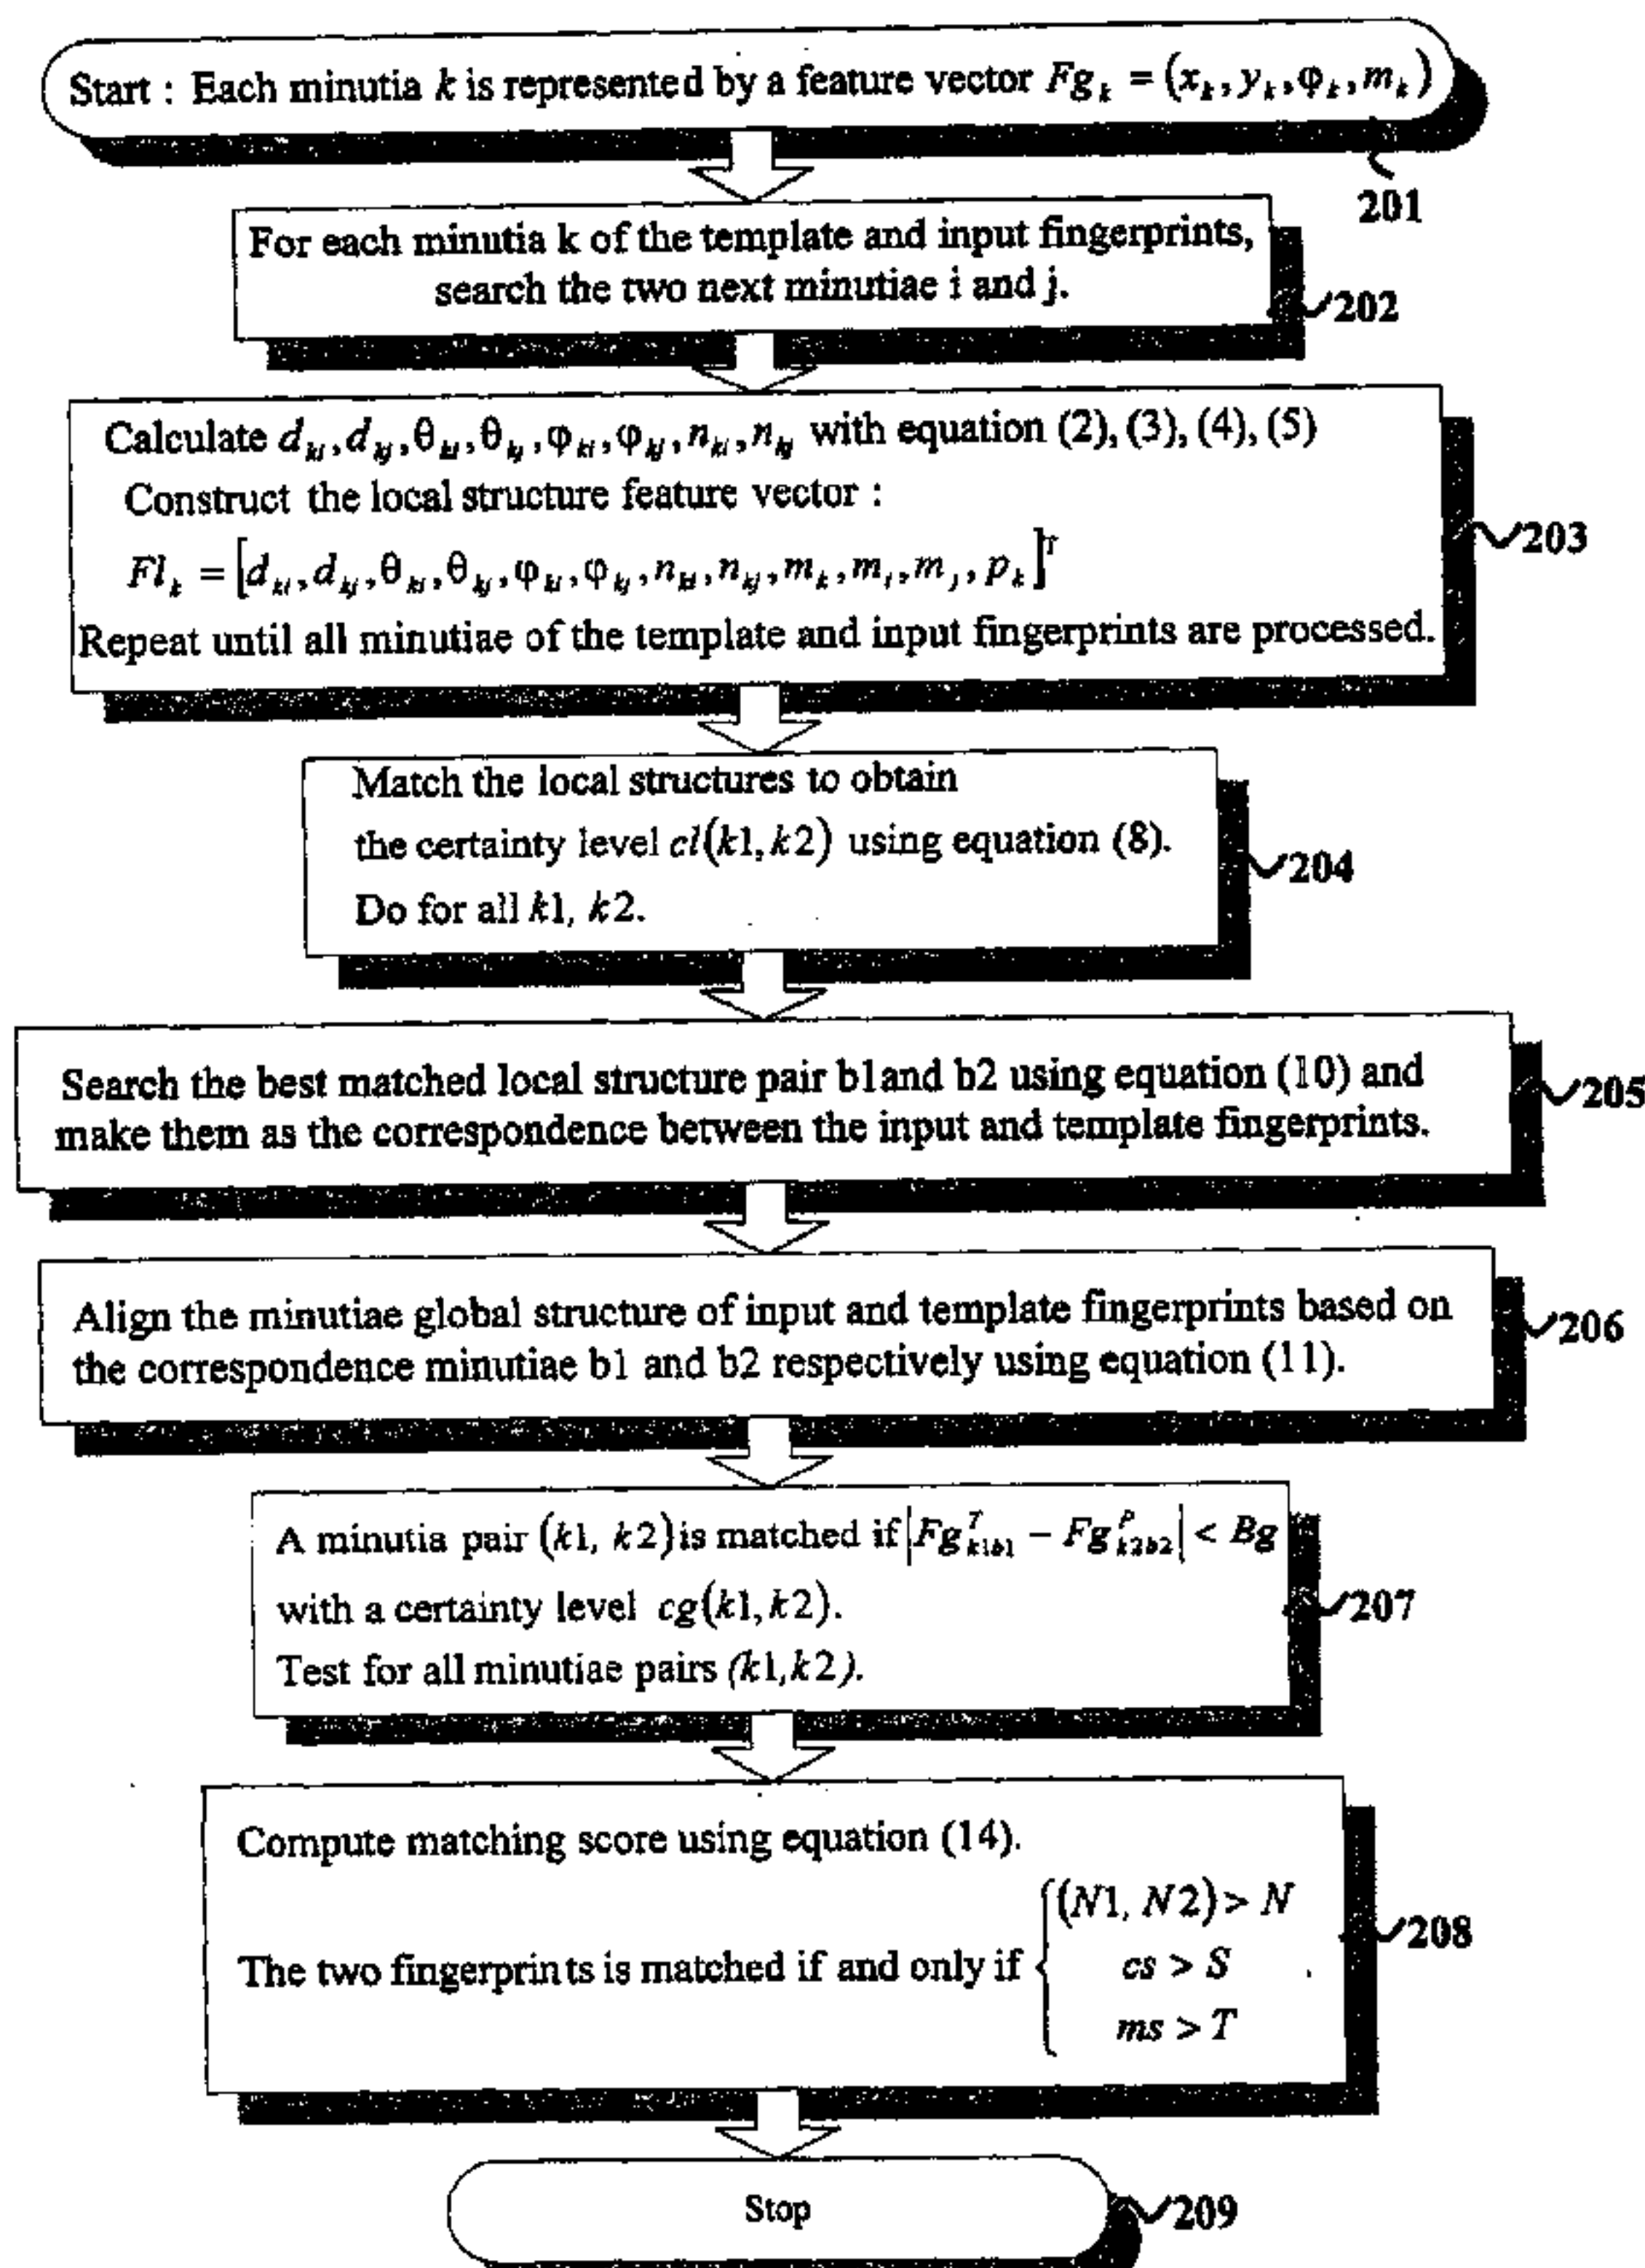 Start : Each minutia k is represented by a feature vector Fg_k = (x_k, y_k, φ_k, m_k)
201
For each minutia k of the template and input fingerprints,
search the two next minutiae i and j.
202
Calculate d_ki, d_kj, θ_ki, θ_kj, φ_ki, φ_kj, n_ki, n_kj with equation (2), (3), (4), (5)
Construct the local structure feature vector :
Fl_k = [d_ki, d_kj, θ_ki, θ_kj, φ_ki, φ_kj, n_ki, n_kj, m_k, m_i, m_j, p_k]^T
203
Repeat until all minutiae of the template and input fingerprints are processed.
Match the local structures to obtain
the certainty level cl(k1, k2) using equation (8).
204
Do for all k1, k2.
Search the best matched local structure pair b1and b2 using equation (10) and
205
make them as the correspondence between the input and template fingerprints.
Align the minutiae global structure of input and template fingerprints based on
206
the correspondence minutiae b1 and b2 respectively using equation (11).
A minutia pair (k1, k2)is matched if |Fg^T_k1b1 − Fg^P_k2b2| < Bg
with a certainty level cg(k1,k2).
207
Test for all minutiae pairs (k1,k2).
Compute matching score using equation (14).
(N1, N2) > N
208
The two fingerprints is matched if and only if { cs > S .
ms > T
Stop
209